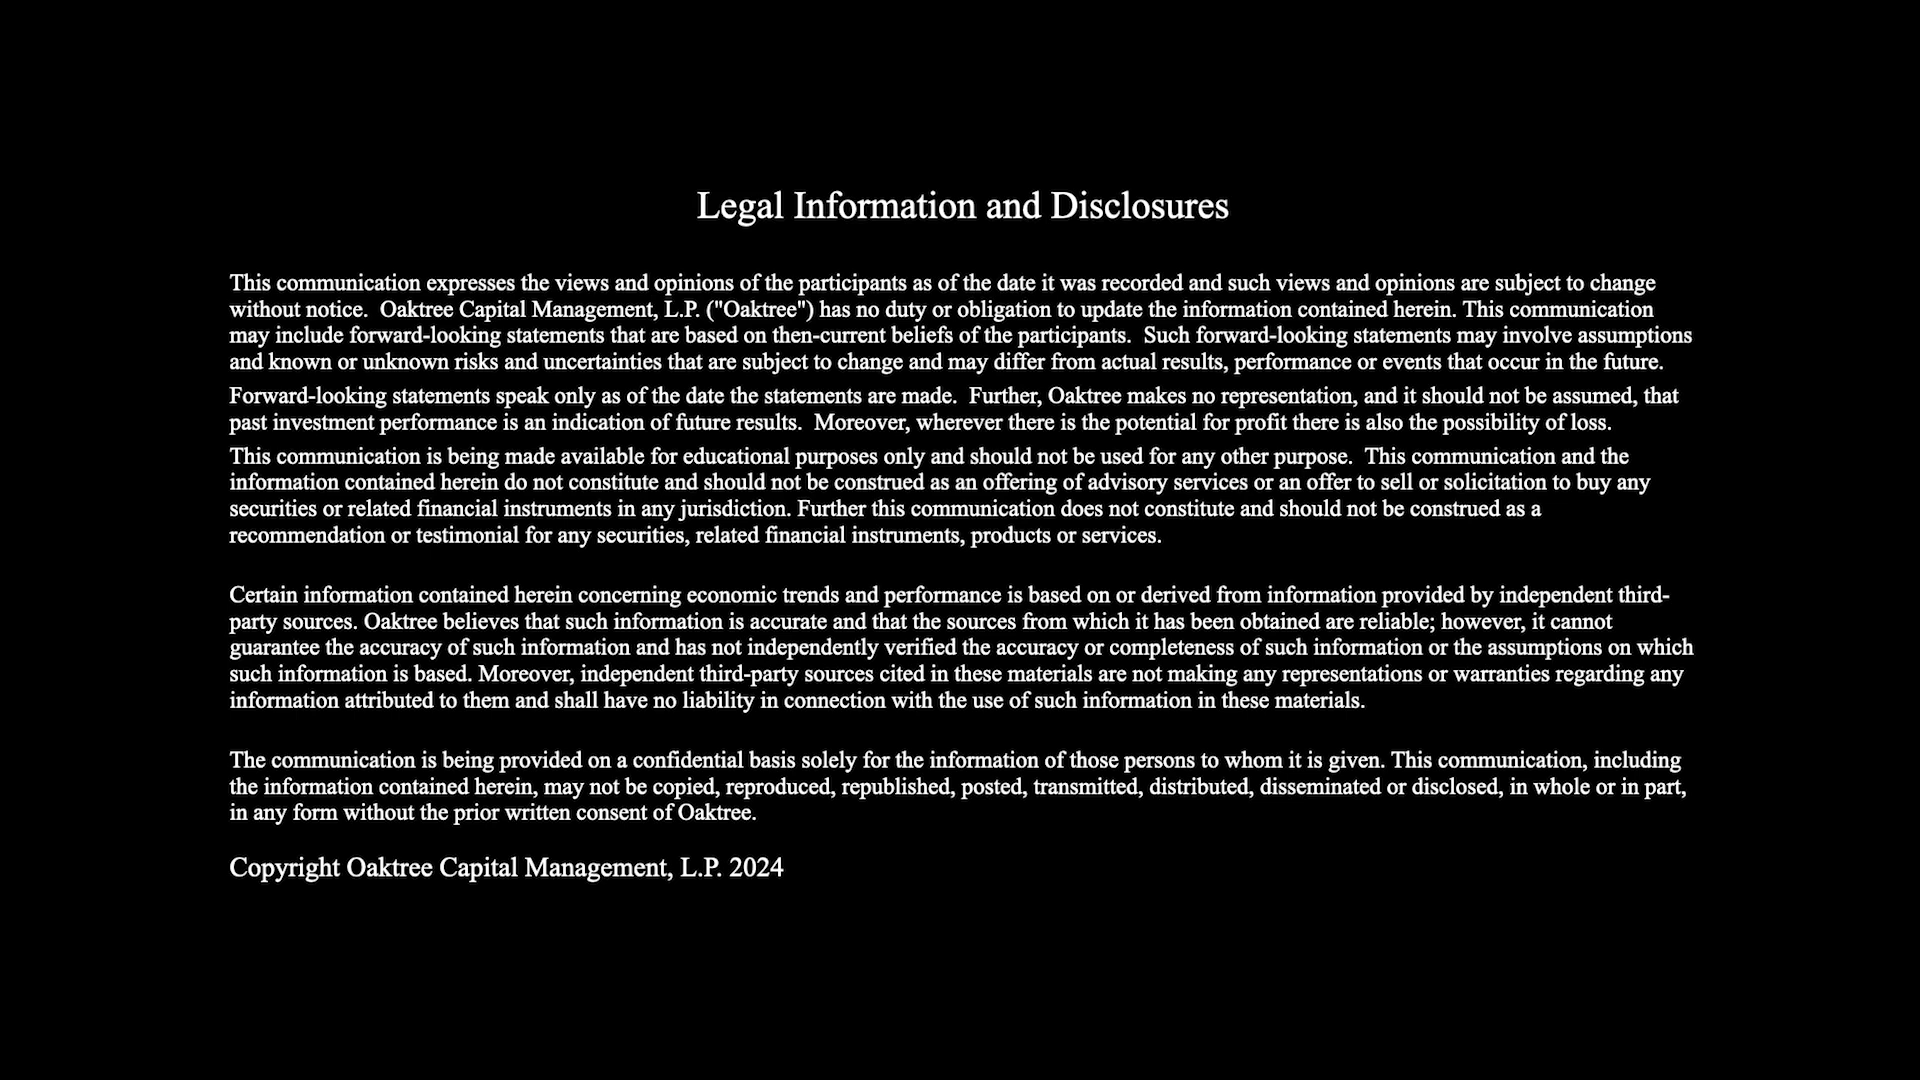 Legal Information and Disclosures
This communication expresses the views and opinions of the participants as of the date it was recorded and such views and opinions are subject to change
without notice.  Oaktree Capital Management, L.P. ("Oaktree") has no duty or obligation to update the information contained herein. This communication
may include forward-looking statements that are based on then-current beliefs of the participants.  Such forward-looking statements may involve assumptions
and known or unknown risks and uncertainties that are subject to change and may differ from actual results, performance or events that occur in the future.
Forward-looking statements speak only as of the date the statements are made.  Further, Oaktree makes no representation, and it should not be assumed, that
past investment performance is an indication of future results.  Moreover, wherever there is the potential for profit there is also the possibility of loss.
This communication is being made available for educational purposes only and should not be used for any other purpose.  This communication and the
information contained herein do not constitute and should not be construed as an offering of advisory services or an offer to sell or solicitation to buy any
securities or related financial instruments in any jurisdiction. Further this communication does not constitute and should not be construed as a
recommendation or testimonial for any securities, related financial instruments, products or services.
Certain information contained herein concerning economic trends and performance is based on or derived from information provided by independent third-
party sources. Oaktree believes that such information is accurate and that the sources from which it has been obtained are reliable; however, it cannot
guarantee the accuracy of such information and has not independently verified the accuracy or completeness of such information or the assumptions on which
such information is based. Moreover, independent third-party sources cited in these materials are not making any representations or warranties regarding any
information attributed to them and shall have no liability in connection with the use of such information in these materials.
The communication is being provided on a confidential basis solely for the information of those persons to whom it is given. This communication, including
the information contained herein, may not be copied, reproduced, republished, posted, transmitted, distributed, disseminated or disclosed, in whole or in part,
in any form without the prior written consent of Oaktree.
Copyright Oaktree Capital Management, L.P. 2024